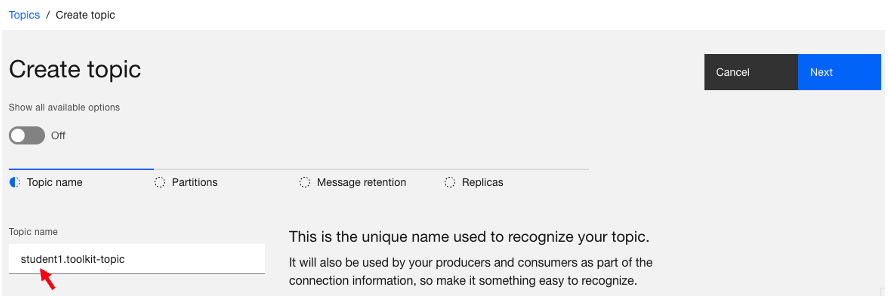 Topics / Create topic
Create topic
Cancel
Next
Show all available options
Off
Topic name
Partitions
Message retention
Replicas
Topic name
student1.toolkit-topic
This is the unique name used to recognize your topic.
It will also be used by your producers and consumers as part of the
connection information, so make it something easy to recognize.